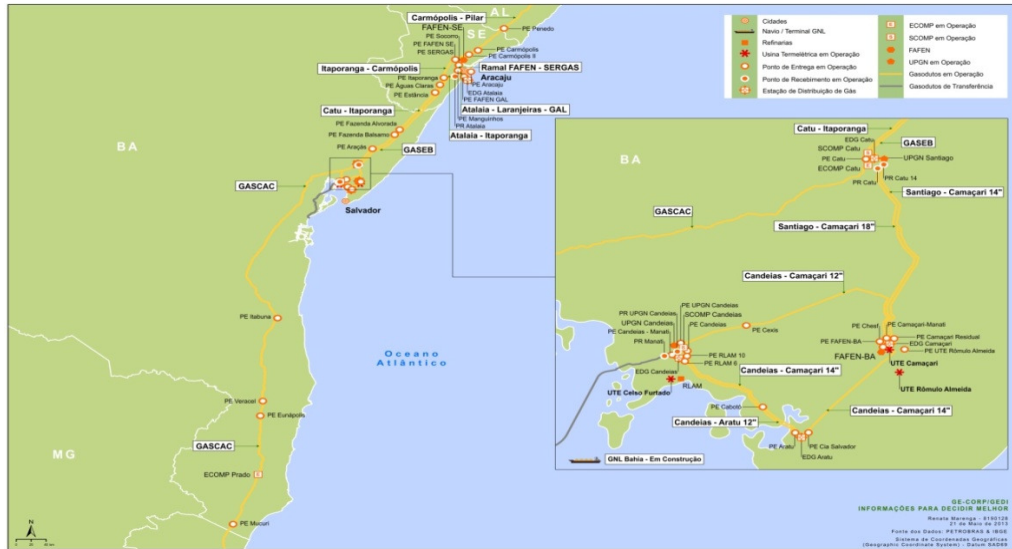 Carmópolis - Pilar
AL
FAFEN-SE
SE
PE Penedo
PE Socorro
PE FAFEN SE
PE SERGAS
PE Carmópolis
PE Carmópolis II
Itaporanga - Carmópolis
Ramal FAFEN - SERGAS
Aracaju
PE Itaporanga
PE Águas Claras
PE Estância
PE Aracaju
EDG Atalaia
PE FAFEN GAL
Catu - Itaporanga
Atalaia - Laranjeiras - GAL
PE Manguinhos
PR Atalaia
PE Fazenda Alvorada
PE Fazenda Balsamo
Atalaia - Itaporanga
PE Araçás
GASEB
BA
GASCAC
Salvador
PE Itabuna
Oceano
Atlântico
PE Veracel
PE Eunápolis
GASCAC
MG
ECOMP Prado
PE Mucuri
N
Cidades
Navio / Terminal GNL
Refinarias
Usina Termelétrica em Operação
Ponto de Entrega em Operação
Ponto de Recebimento em Operação
Estação de Distribuição de Gás
ECOMP em Operação
SCOMP em Operação
FAFEN
UPGN em Operação
Gasodutos em Operação
Gasodutos de Transferência
Catu - Itaporanga
BA
EDG Catu
GASEB
SCOMP Catu
PE Catu
UPGN Santiago
ECOMP Catu
PR Catu
PR Catu 14
Santiago - Camaçari 14"
GASCAC
Santiago - Camaçari 18"
Candeias - Camaçari 12"
PE UPGN Candeias
PR UPGN Candeias
SCOMP Candeias
UPGN Candeias
PE Candeias
PE Candeias - Manati
PR Manati
PE Cexis
PE Chesf
PE Camaçari-Manati
PE Camaçari Residual
PE FAFEN-BA
EDG Camaçari
PE UTE Rômulo Almeida
FAFEN-BA
UTE Camaçari
PE RLAM 10
PE RLAM 6
EDG Candeias
RLAM
Candeias - Camaçari 14"
UTE Rômulo Almeida
UTE Celso Furtado
PE Cabotô
Candeias - Camaçari 14"
Candeias - Aratu 12"
PE Aratu
PE Cia Salvador
EDG Aratu
GNL Bahia - Em Construção
GE-CORP/GEDI
INFORMAÇÕES PARA DECIDIR MELHOR
21 de Maio de 2013
Fonte dos Dados: PETROBRAS & IBGE
Sistema de Coordenadas Geográficas
(Geographic Coordinate System) - Datum SAD69